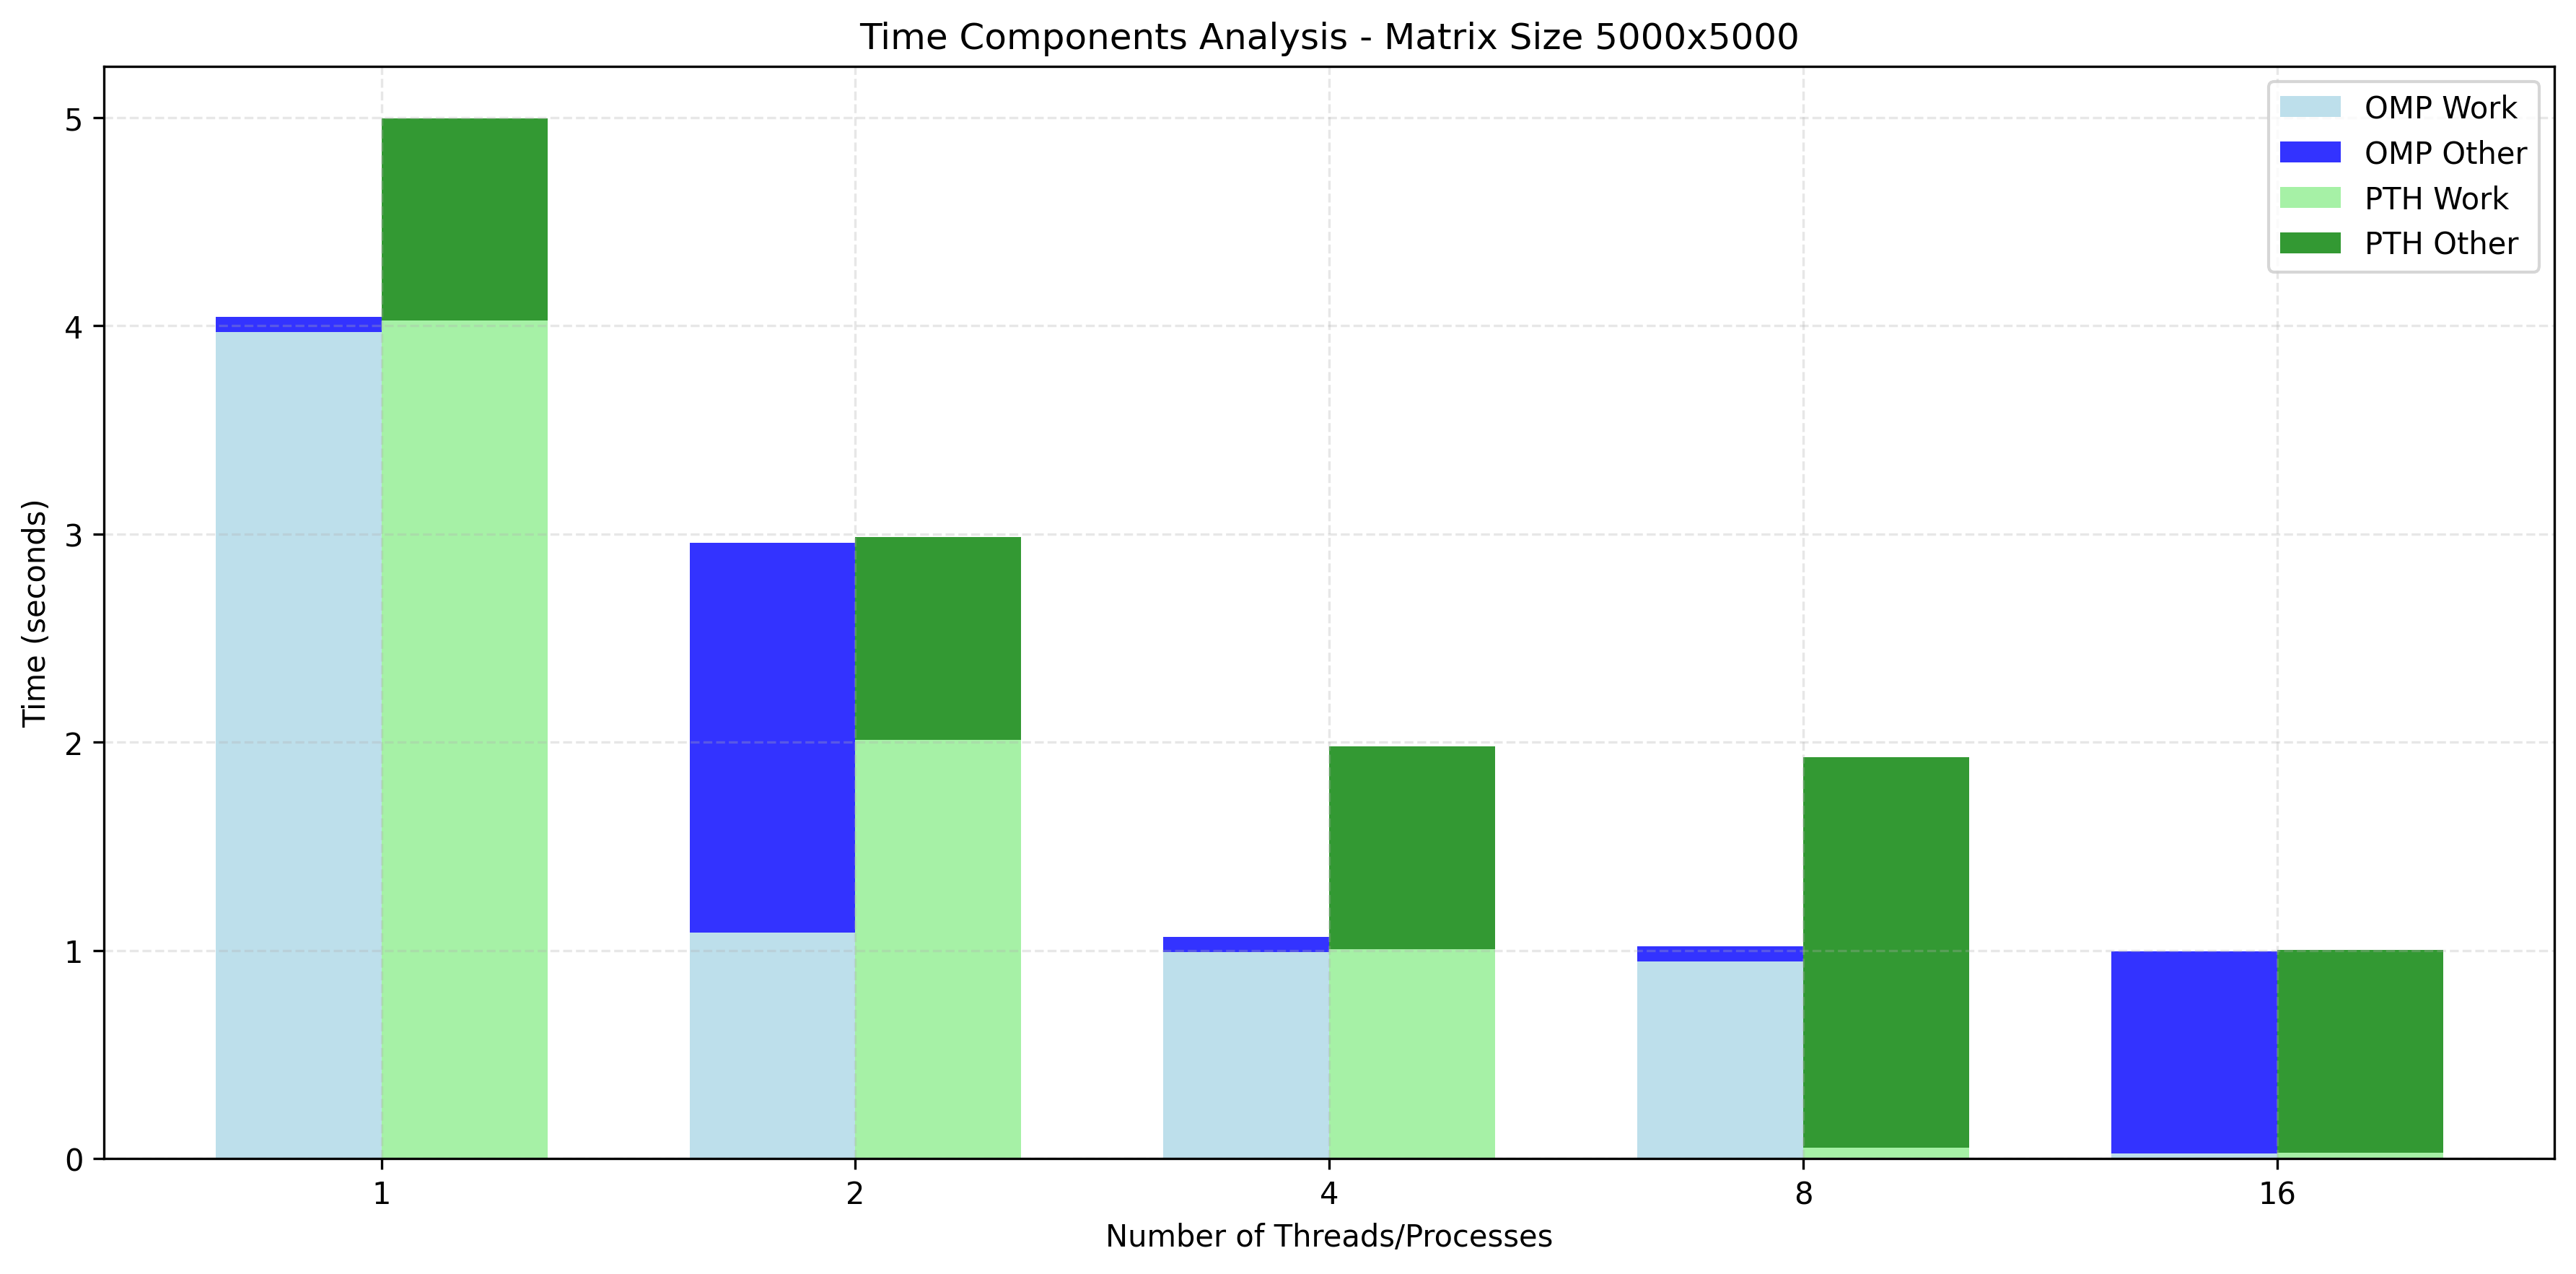 Time Components Analysis - Matrix Size 5000x5000
OMP Work
OMP Other
PTH Work
PTH Other
Time (seconds)
5
4
3
2
1
0
1 2 4 8 16
Number of Threads/Processes